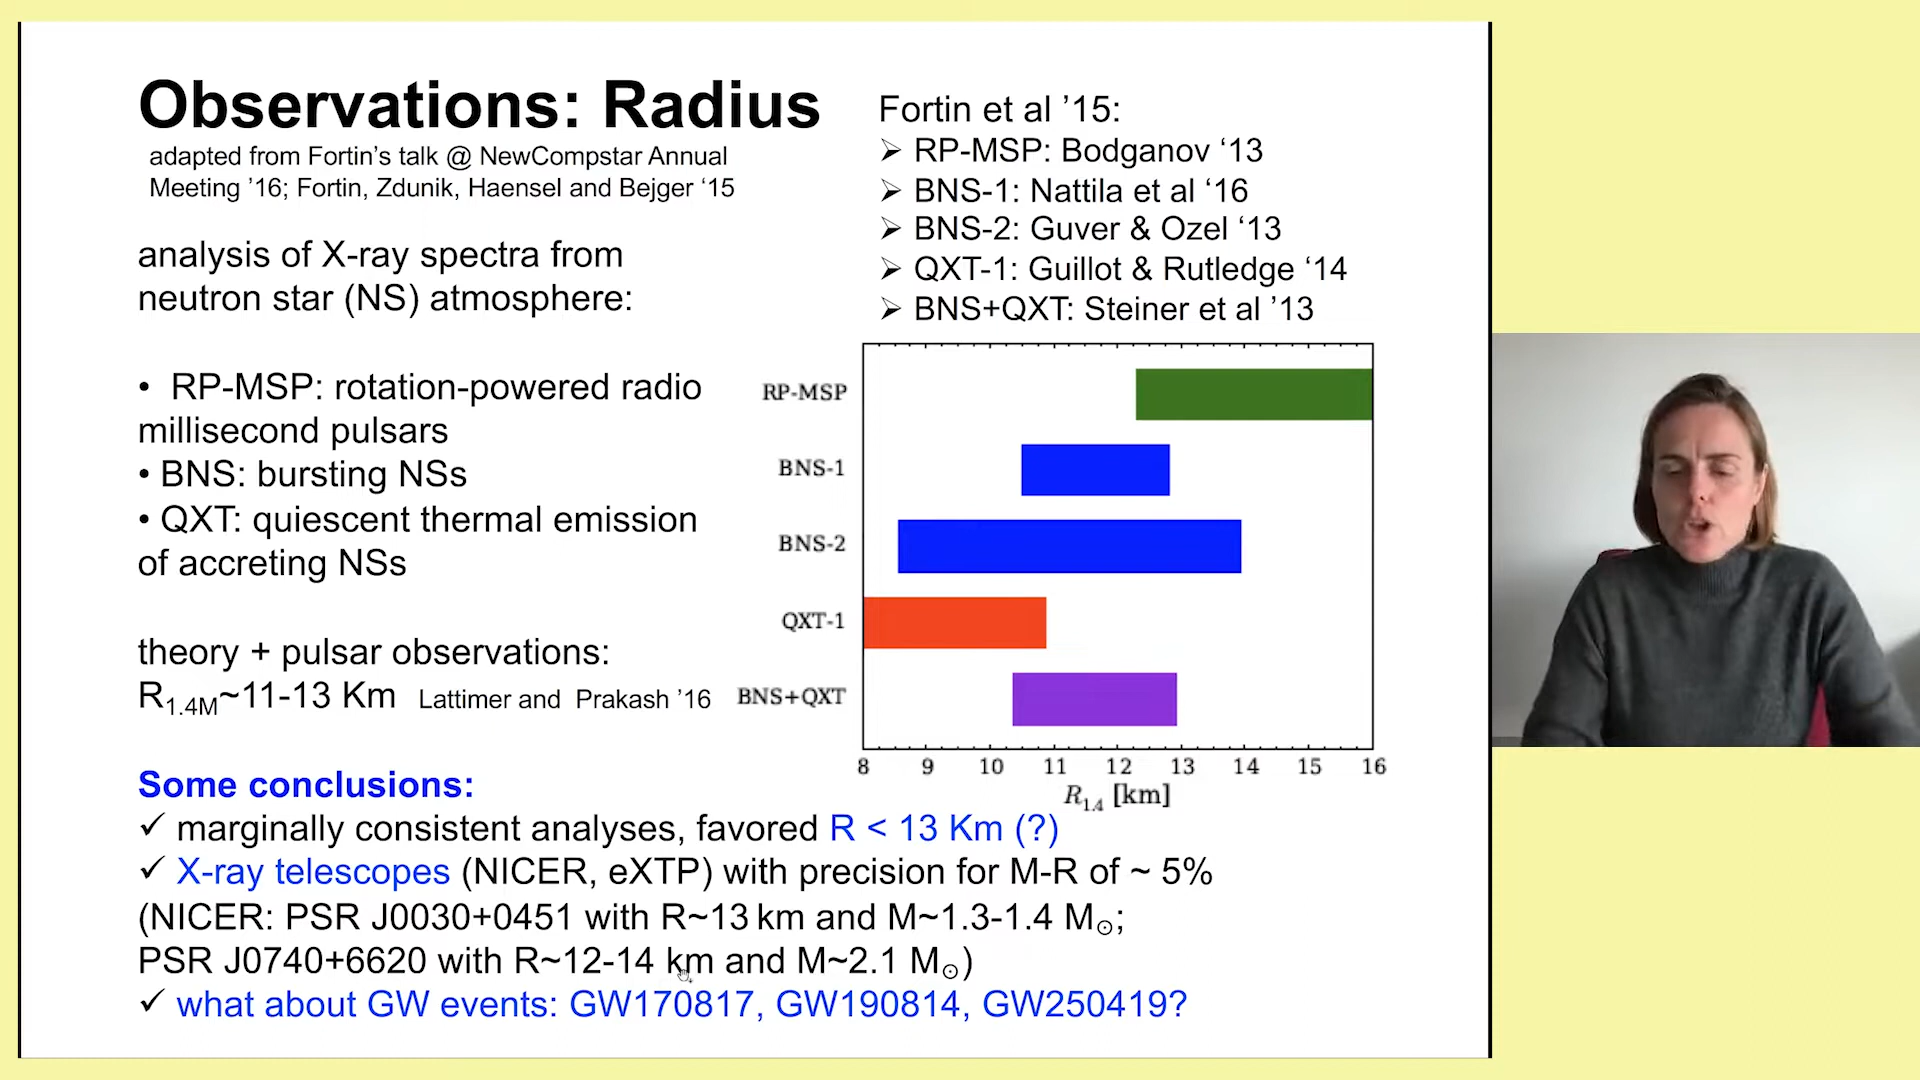 Observations: Radius
adapted from Fortin's talk @ NewCompstar Annual
Meeting '16; Fortin, Zdunik, Haensel and Bejger ‘15
analysis of X-ray spectra from
neutron star (NS) atmosphere:
• RP-MSP: rotation-powered radio
millisecond pulsars
• BNS: bursting NSs
• QXT: quiescent thermal emission
of accreting NSs
theory + pulsar observations:
R1.4M~11-13 Km Lattimer and Prakash ’16
Fortin et al ’15:
➢ RP-MSP: Bodganov ‘13
➢ BNS-1: Nattila et al ‘16
➢ BNS-2: Guver & Ozel ‘13
➢ QXT-1: Guillot & Rutledge ‘14
➢ BNS+QXT: Steiner et al ’13
RP-MSP
BNS-1
BNS-2
QXT-1
BNS+QXT
8 9 10 11 12 13 14 15 16
R1.4 [km]
Some conclusions:
✓ marginally consistent analyses, favored R < 13 Km (?)
✓ X-ray telescopes (NICER, eXTP) with precision for M-R of ~ 5%
(NICER: PSR J0030+0451 with R~13 km and M~1.3-1.4 M⊙;
PSR J0740+6620 with R~12-14 km and M~2.1 M⊙)
✓ what about GW events: GW170817, GW190814, GW250419?